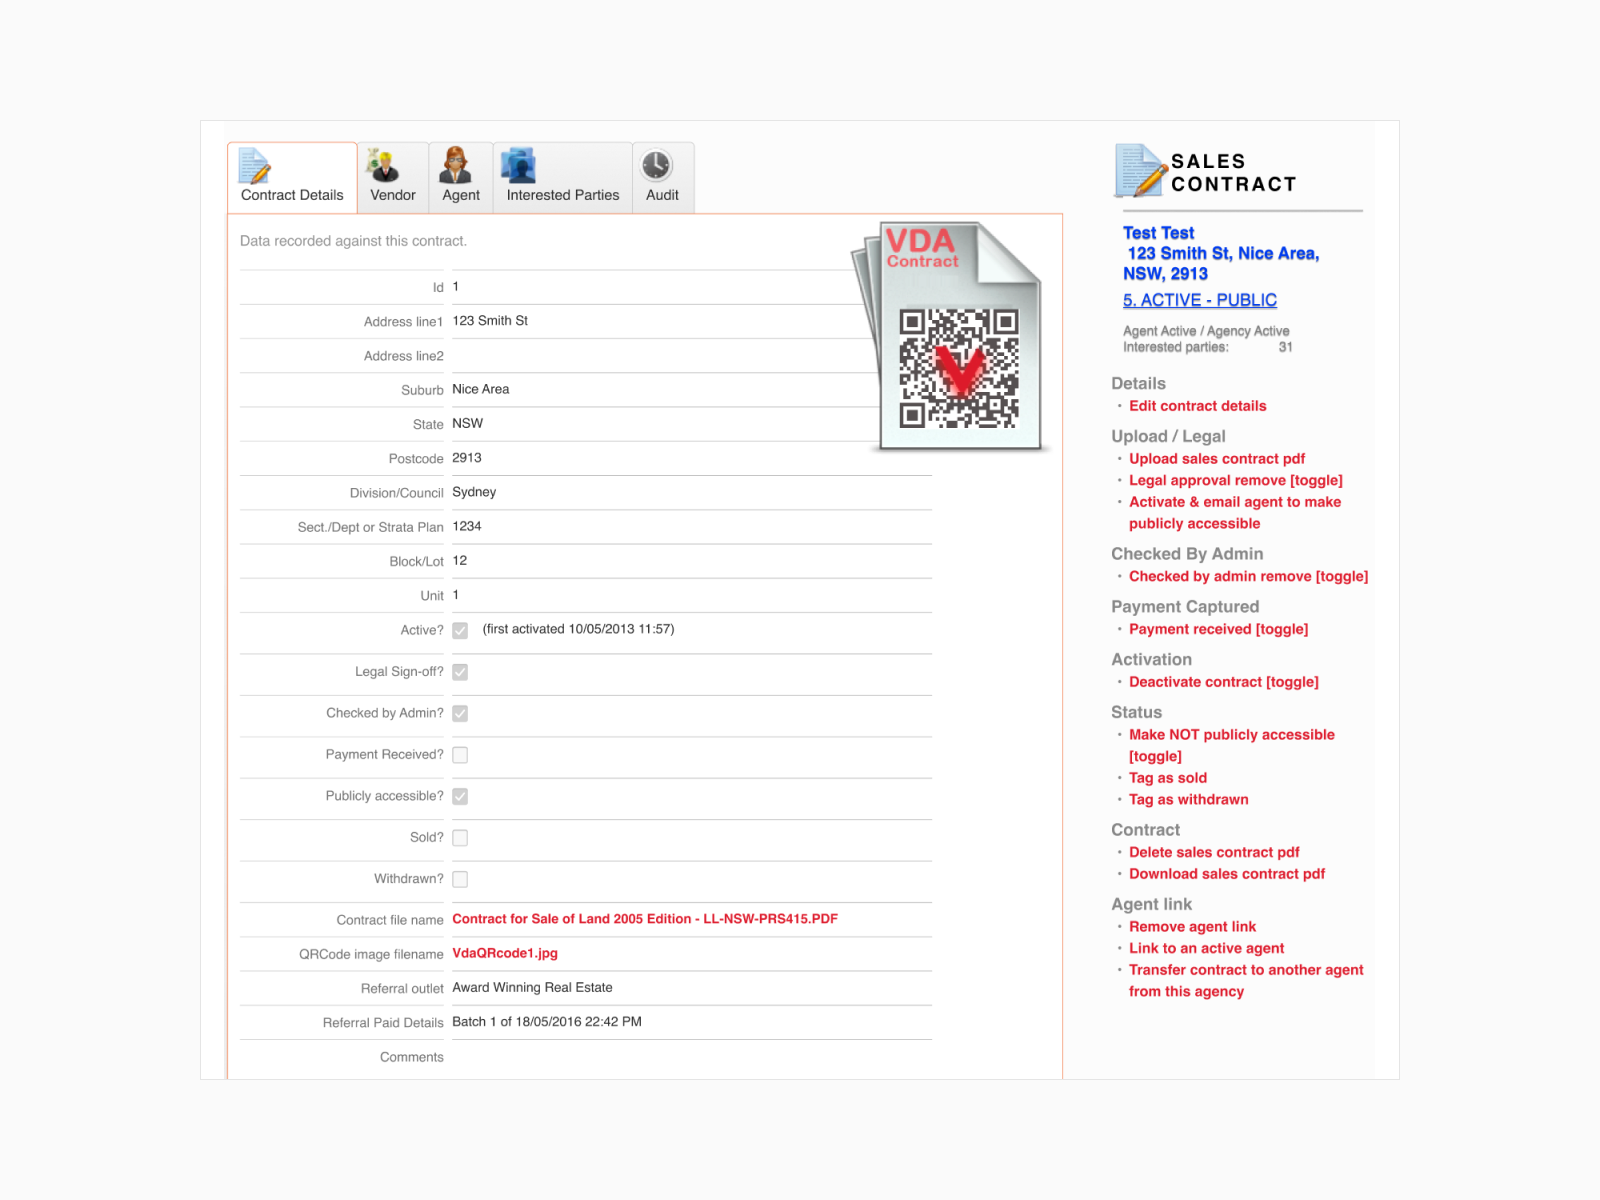 Contract Details
Vendor
Agent
Interested Parties
Audit
Data recorded against this contract.
Id 1
Address line1 123 Smith St
Address line2
Suburb Nice Area
State NSW
Postcode 2913
Division/Council Sydney
Sect./Dept or Strata Plan 1234
Block/Lot 12
Unit 1
Active? (first activated 10/05/2013 11:57)
Legal Sign-off?
Checked by Admin?
Payment Received?
Publicly accessible?
Sold?
Withdrawn?
Contract file name Contract for Sale of Land 2005 Edition - LL-NSW-PRS415.PDF
QRCode image filename VdaQRcode1.jpg
Referral outlet Award Winning Real Estate
Referral Paid Details Batch 1 of 18/05/2016 22:42 PM
Comments
VDA
Contract
V
SALES
CONTRACT
Test Test
123 Smith St, Nice Area,
NSW, 2913
5. ACTIVE - PUBLIC
Agent Active / Agency Active
Interested parties: 31
Details
· Edit contract details
Upload / Legal
· Upload sales contract pdf
· Legal approval remove [toggle]
· Activate & email agent to make
publicly accessible
Checked By Admin
· Checked by admin remove [toggle]
Payment Captured
· Payment received [toggle]
Activation
· Deactivate contract [toggle]
Status
· Make NOT publicly accessible
[toggle]
· Tag as sold
· Tag as withdrawn
Contract
· Delete sales contract pdf
· Download sales contract pdf
Agent link
· Remove agent link
· Link to an active agent
· Transfer contract to another agent
from this agency